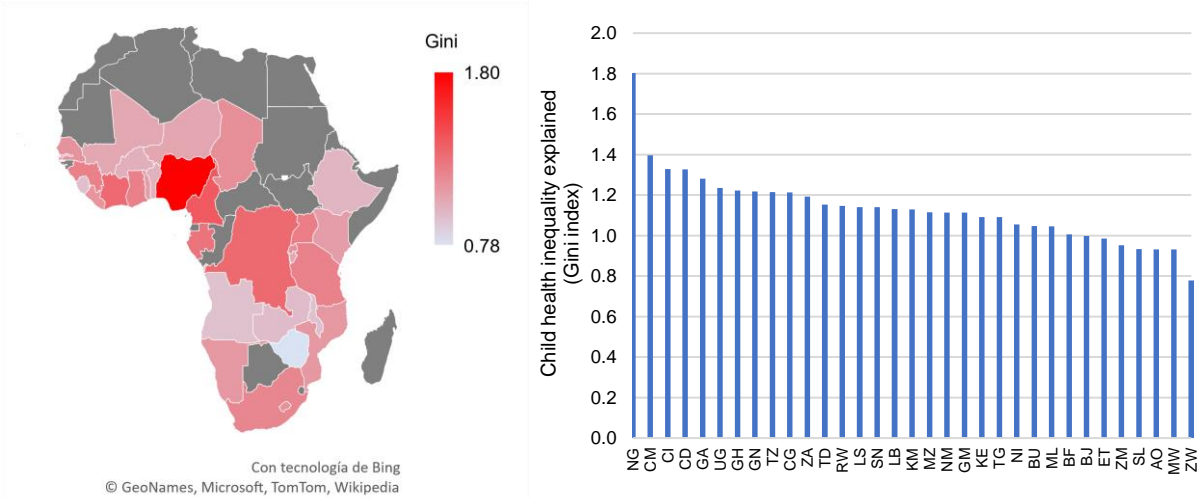 Gini
1.80
0.78
Con tecnología de Bing
© GeoNames, Microsoft, TomTom, Wikipedia
Child health inequality explained
(Gini index)
2.0
1.8
1.6
1.4
1.2
1.0
0.8
0.6
0.4
0.2
0.0
NG CM CI CD GA UG GH GN TZ CG ZA TD RW LS SN LB KM MZ NM GM KE TG NI BU ML BF BJ ET ZM SL AO MW ZW